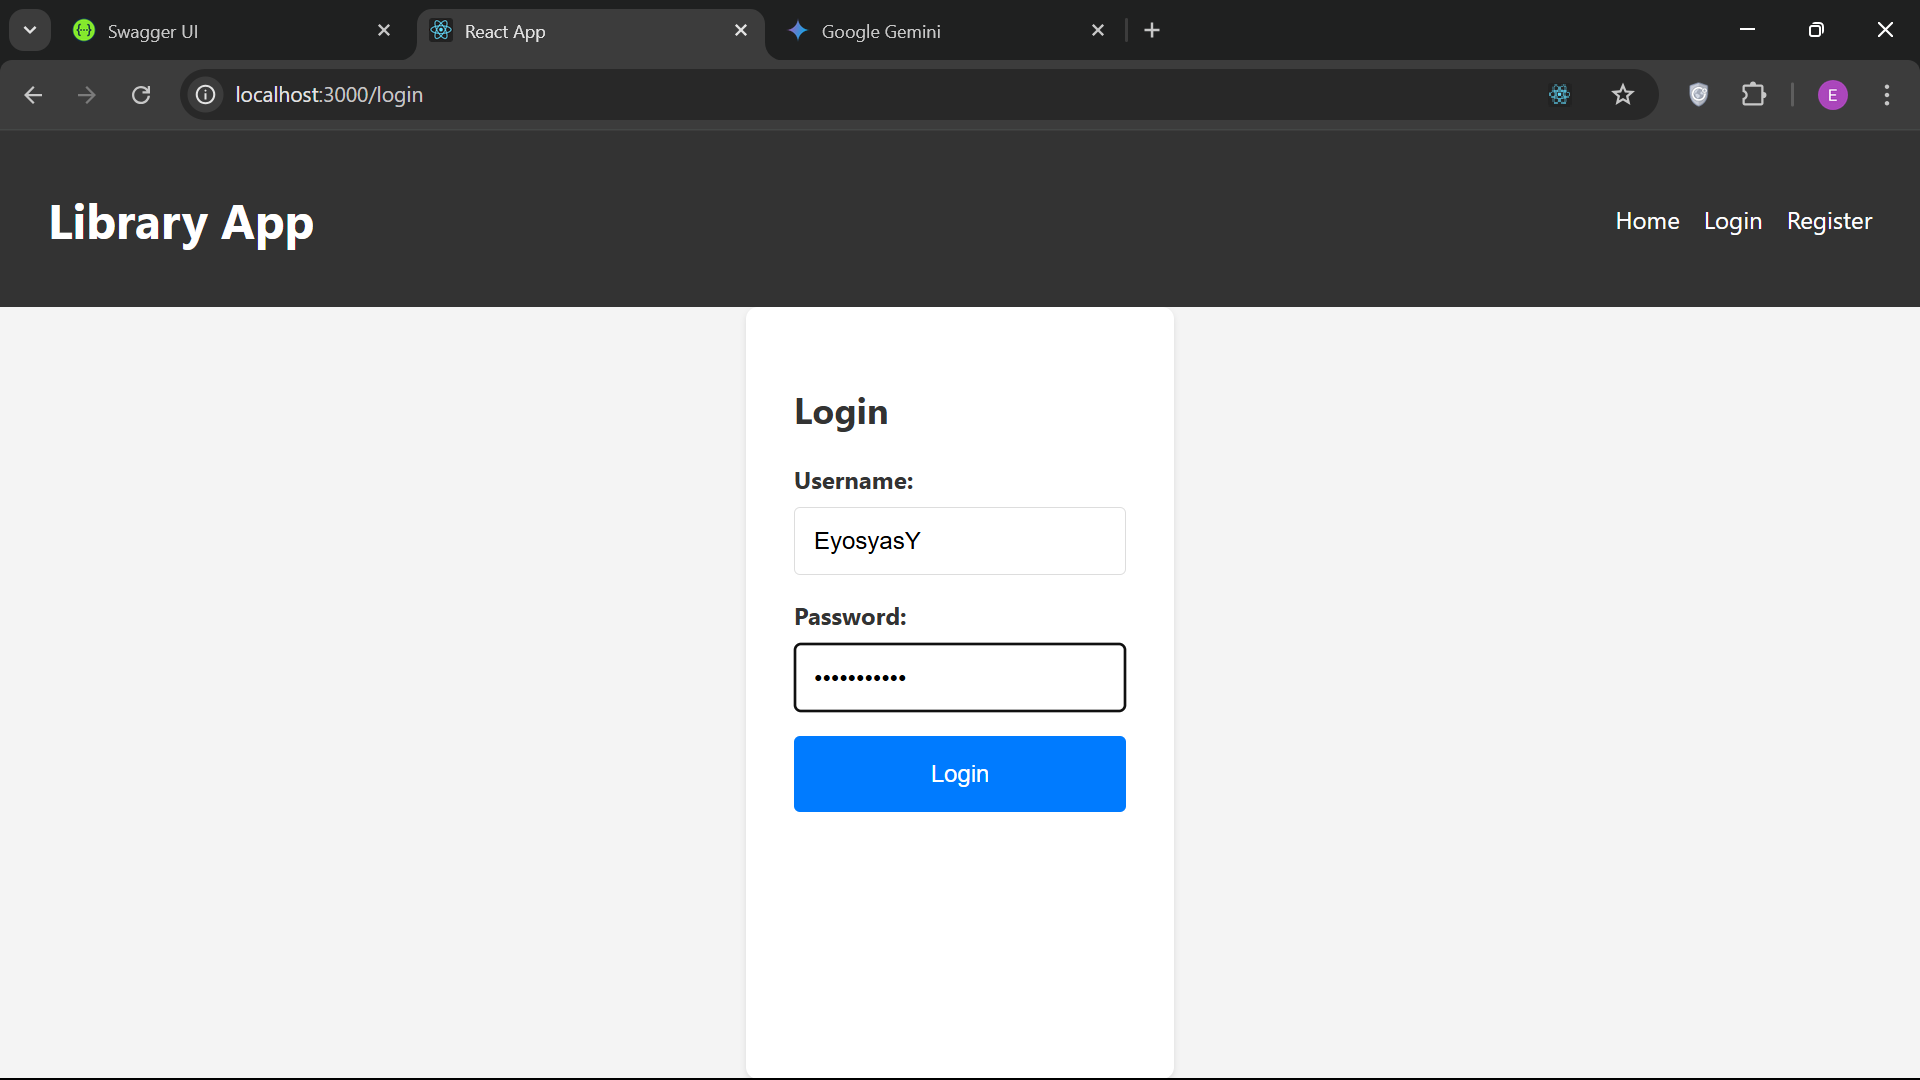 Swagger UI
React App
Google Gemini
localhost:3000/login
E
Library App
Home Login Register
Login
Username:
EyosyasY
Password:
•••••••••••
Login